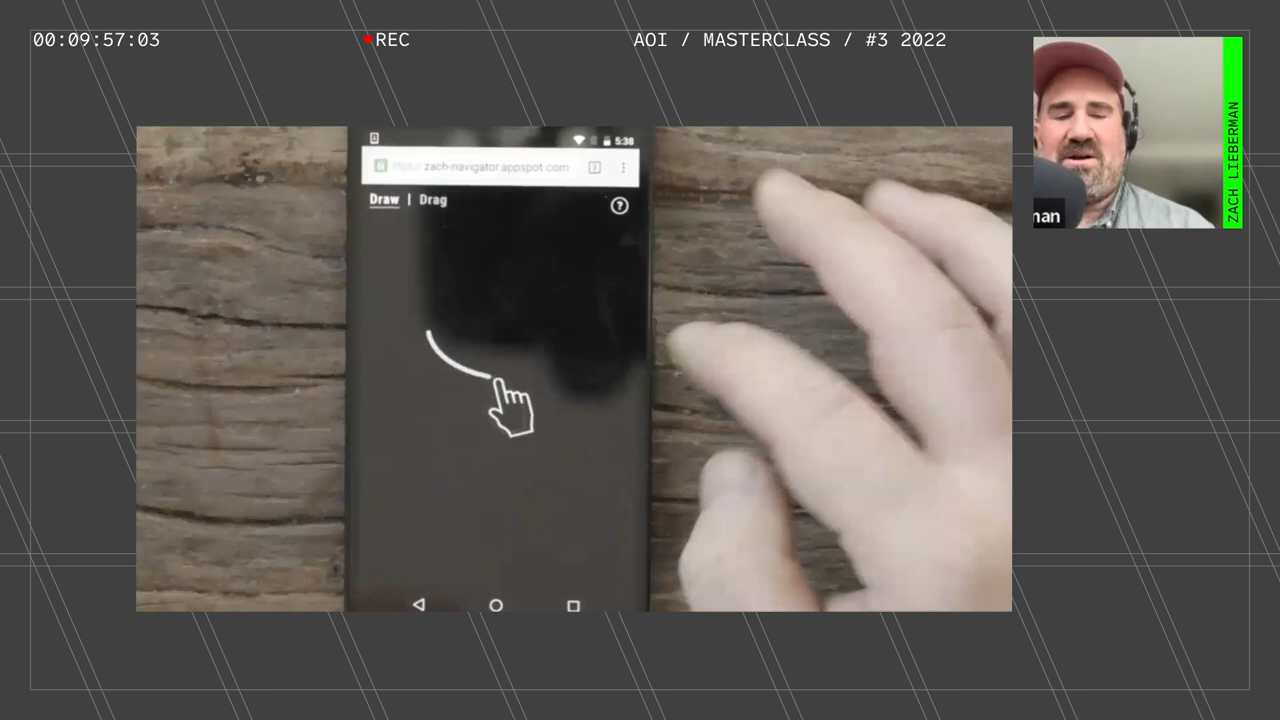 00:09:57:03
REC
AOI / MASTERCLASS / #3 2022
ZACH LIEBERMAN
5:38
zach-navigator.appspot.com
Draw | Drag
?